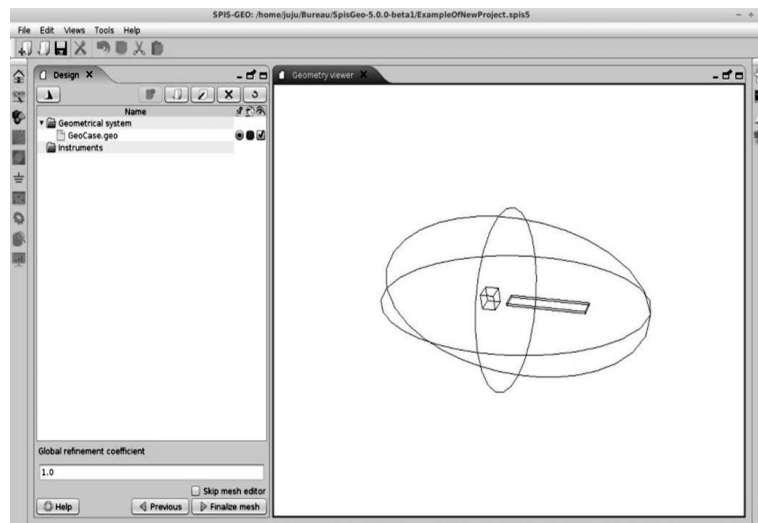 SPIS-GEO: /home/juju/Bureau/SpisGeo-5.0.0-beta1/ExampleOfNewProject.spis5
File Edit Views Tools Help
Design
Geometry viewer
Name
Geometrical system
GeoCase.geo
Instruments
Global refinement coefficient
1.0
Skip mesh editor
Help Previous Finalize mesh